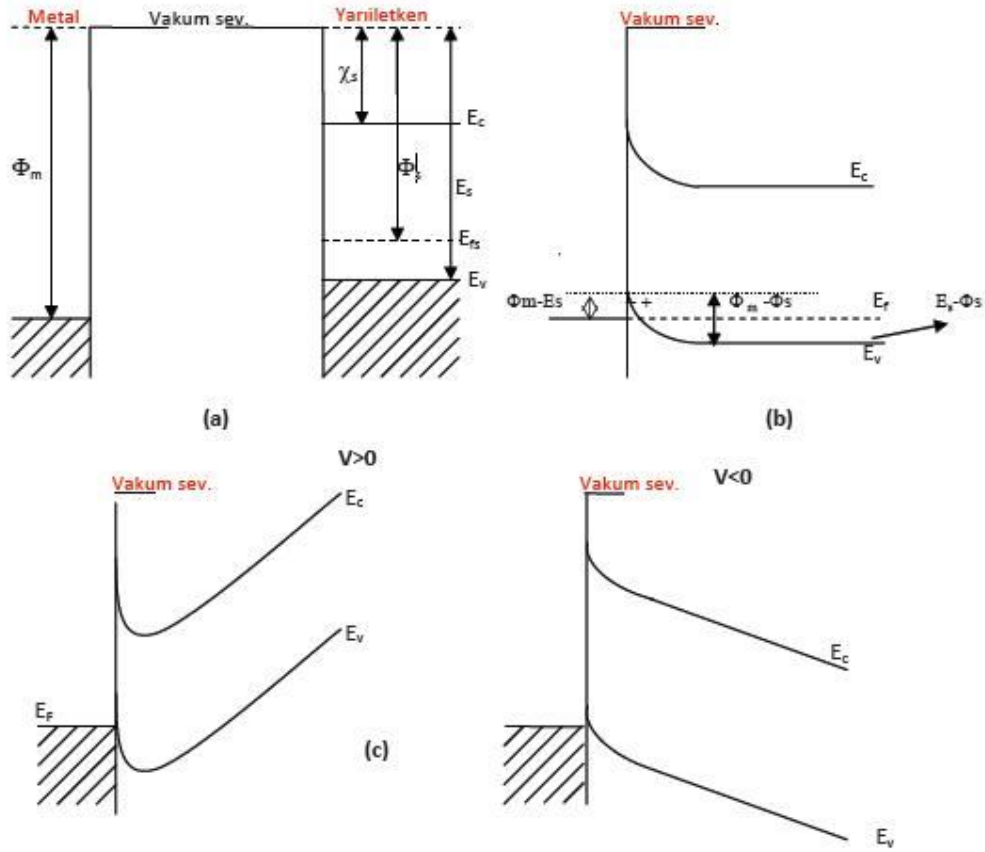 Metal
Vakum sev.
Yarıiletken
χs
Ec
Φm
Φs
Es
Efs
Ev
(a)
Vakum sev.
Ec
Φm-Es
+ +
Φm-Φs
Ef
Es-Φs
Ev
(b)
V>0
Vakum sev.
Ec
Ev
EF
(c)
V<0
Vakum sev.
Ec
Ev